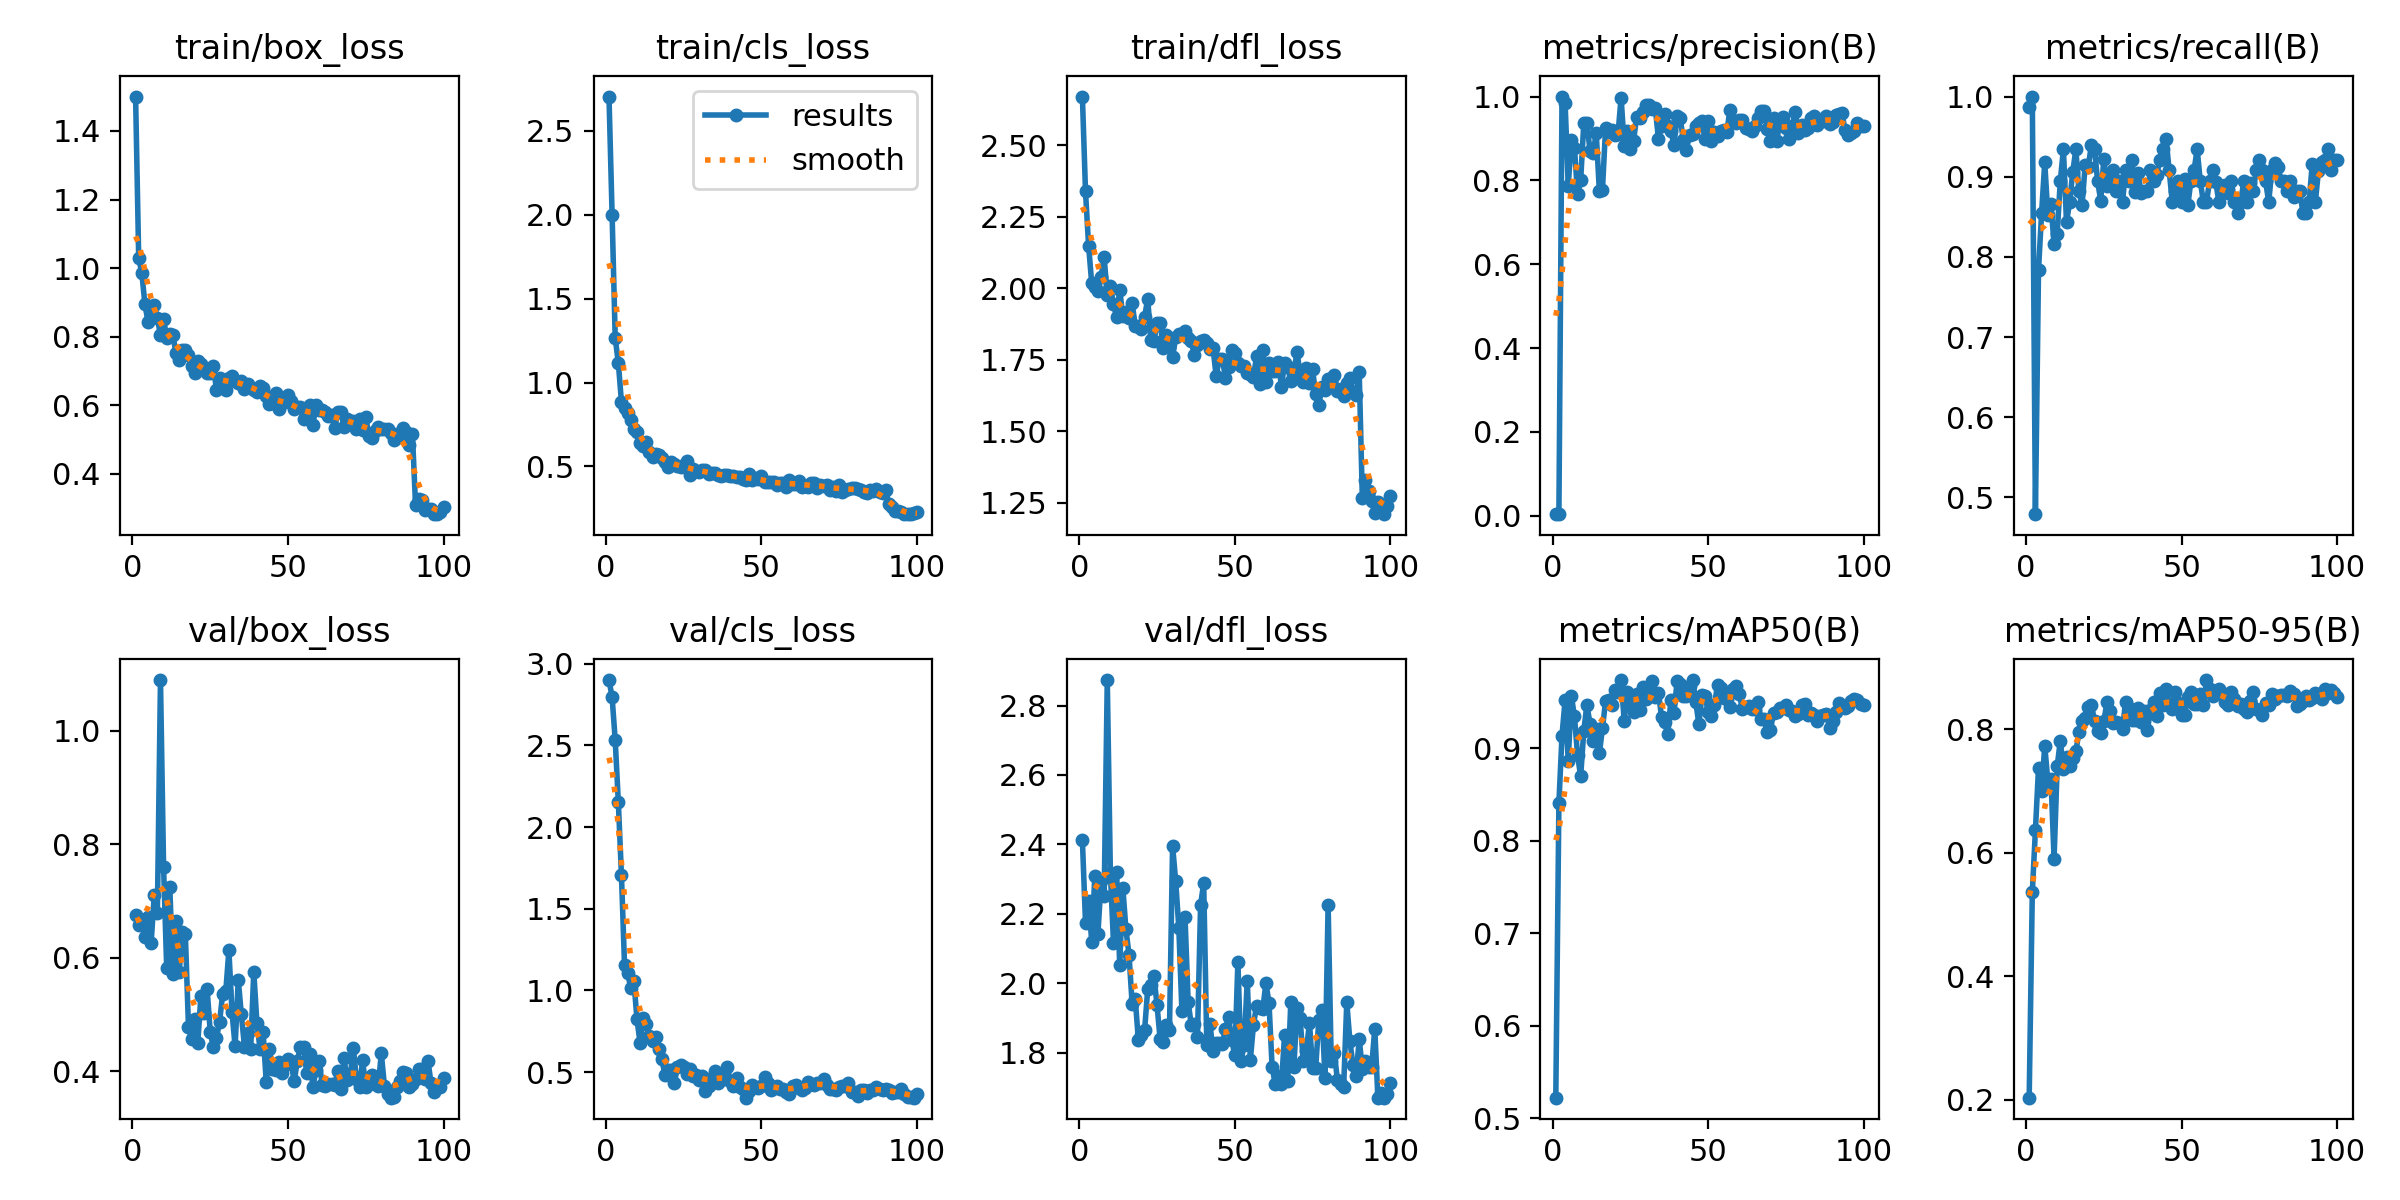 train/box_loss
1.4
1.2
1.0
0.8
0.6
0.4
0 50 100
train/cls_loss
results
smooth
2.5
2.0
1.5
1.0
0.5
0 50 100
train/dfl_loss
2.50
2.25
2.00
1.75
1.50
1.25
0 50 100
metrics/precision(B)
1.0
0.8
0.6
0.4
0.2
0.0
0 50 100
metrics/recall(B)
1.0
0.9
0.8
0.7
0.6
0.5
0 50 100
val/box_loss
1.0
0.8
0.6
0.4
0 50 100
val/cls_loss
3.0
2.5
2.0
1.5
1.0
0.5
0 50 100
val/dfl_loss
2.8
2.6
2.4
2.2
2.0
1.8
0 50 100
metrics/mAP50(B)
0.9
0.8
0.7
0.6
0.5
0 50 100
metrics/mAP50-95(B)
0.8
0.6
0.4
0.2
0 50 100